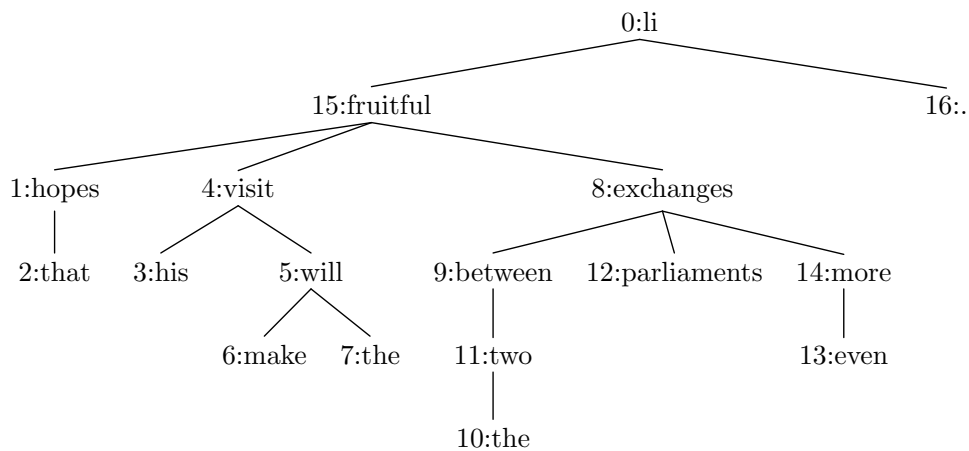 0:li
15:fruitful 16:.
1:hopes 4:visit 8:exchanges
2:that 3:his 5:will 9:between 12:parliaments 14:more
6:make 7:the 11:two 13:even
10:the